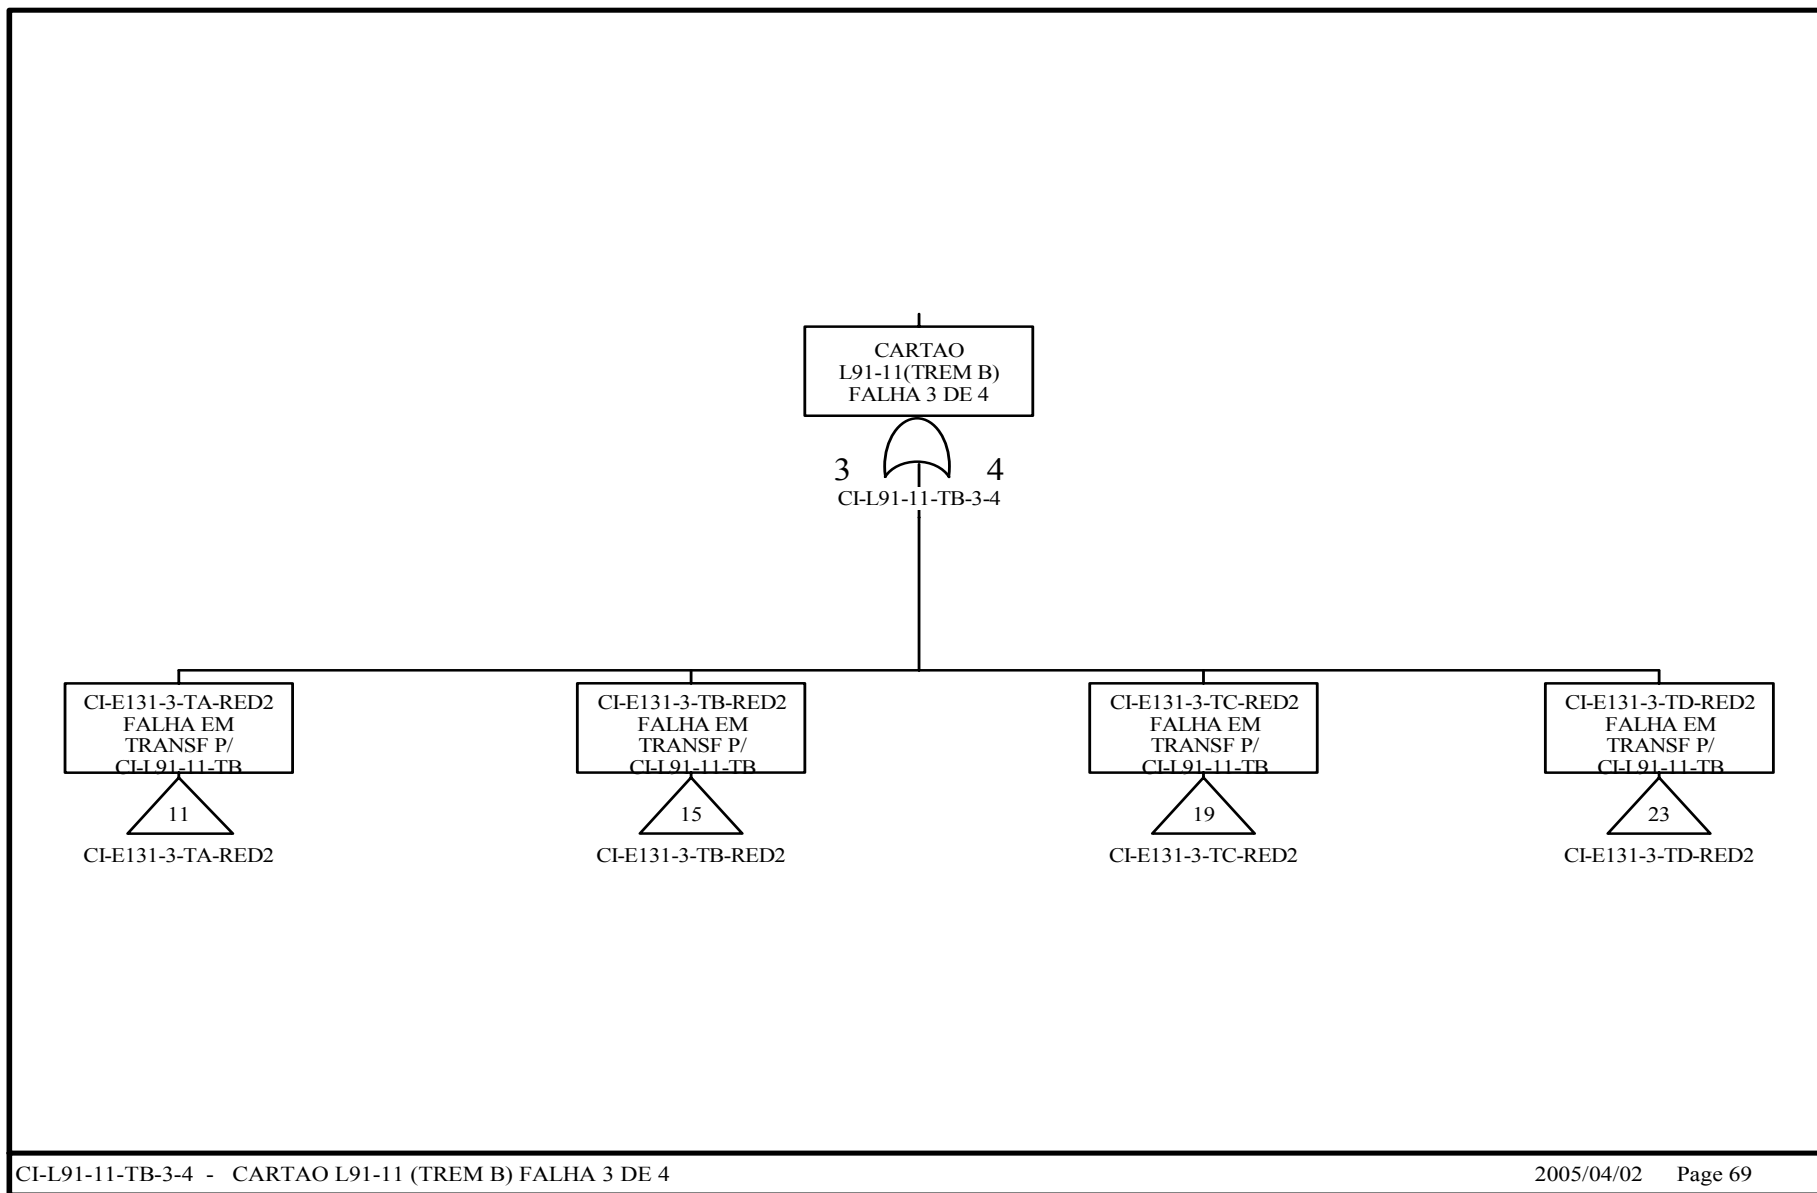 CARTAO
L91-11(TREM B)
FALHA 3 DE 4
3 4
CI-L91-11-TB-3-4
CI-E131-3-TA-RED2
FALHA EM
TRANSF P/
CI-L91-11-TB
11
CI-E131-3-TA-RED2
CI-E131-3-TB-RED2
FALHA EM
TRANSF P/
CI-L91-11-TB
15
CI-E131-3-TB-RED2
CI-E131-3-TC-RED2
FALHA EM
TRANSF P/
CI-L91-11-TB
19
CI-E131-3-TC-RED2
CI-E131-3-TD-RED2
FALHA EM
TRANSF P/
CI-L91-11-TB
23
CI-E131-3-TD-RED2
CI-L91-11-TB-3-4 - CARTAO L91-11 (TREM B) FALHA 3 DE 4 2005/04/02 Page 69